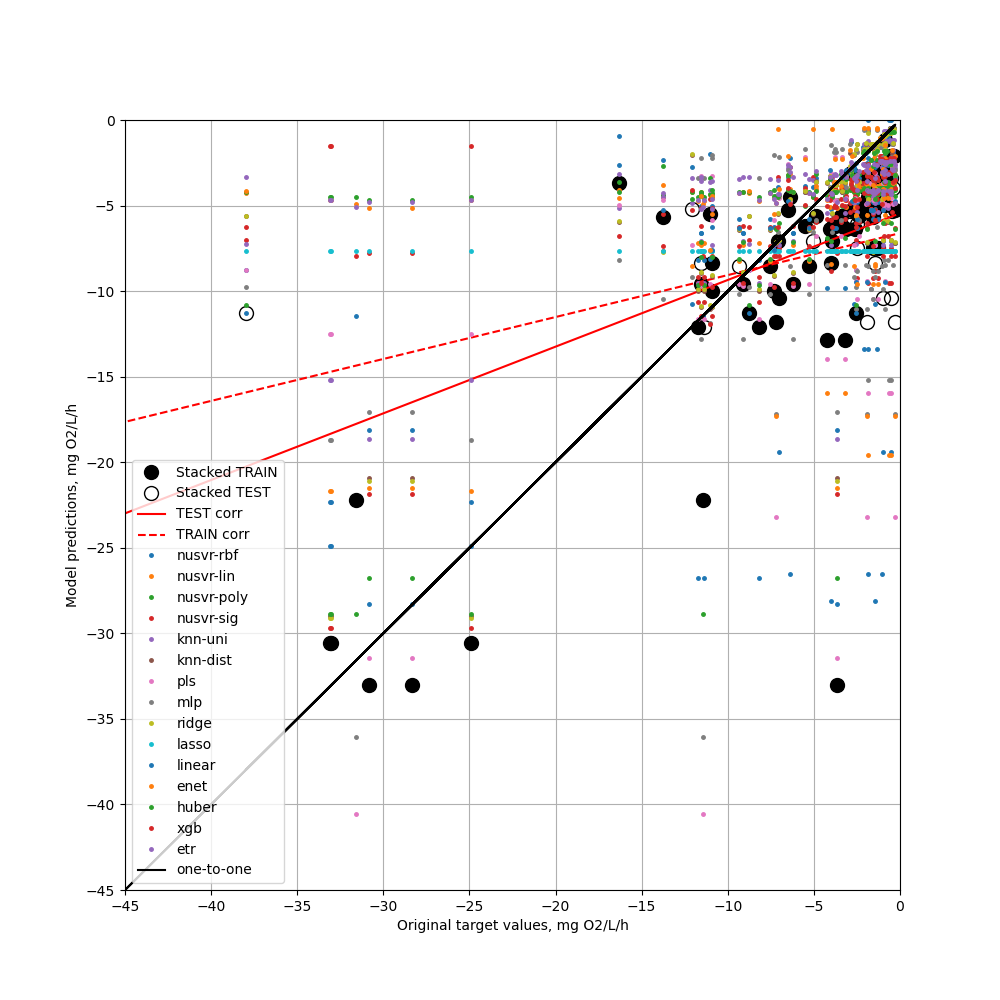 0
−5
−10
−15
−20
−25
−30
−35
−40
−45
Model predictions, mg O2/L/h
Stacked TRAIN
Stacked TEST
TEST corr
TRAIN corr
nusvr-rbf
nusvr-lin
nusvr-poly
nusvr-sig
knn-uni
knn-dist
pls
mlp
ridge
lasso
linear
enet
huber
xgb
etr
one-to-one
−45 −40 −35 −30 −25 −20 −15 −10 −5 0
Original target values, mg O2/L/h